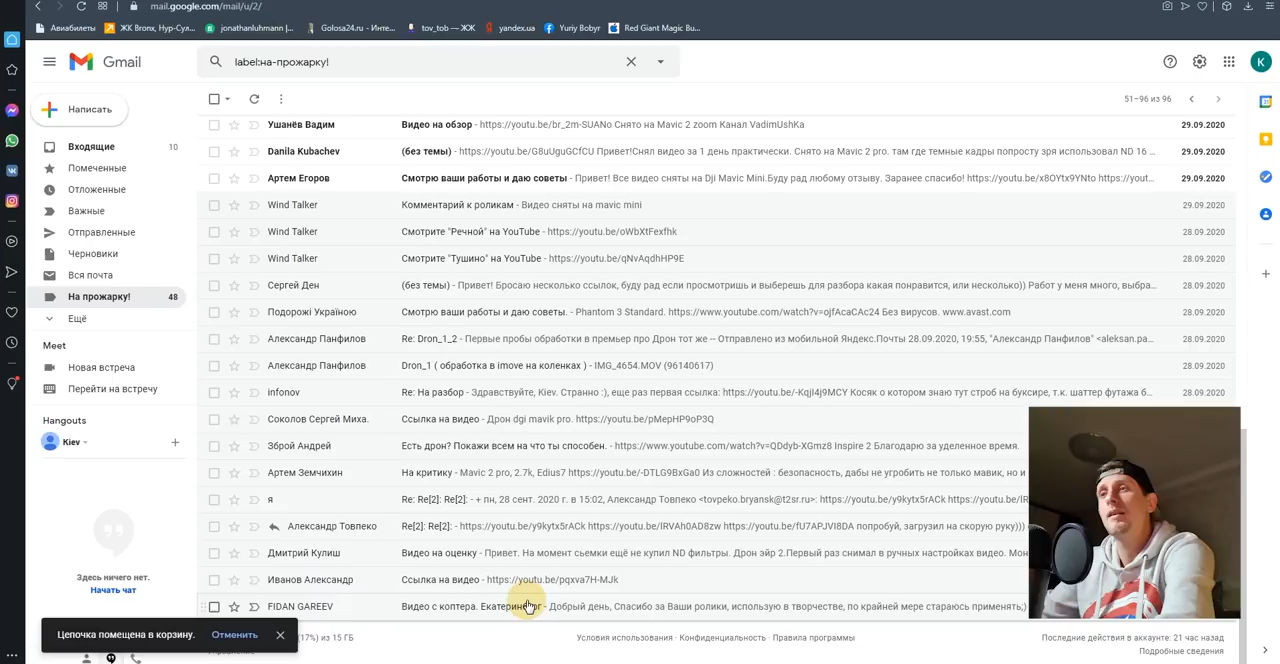 mail.google.com/mail/u/2/
Авиабилеты
ЖК Bronx, Нур-Сул...
jonathanluhmann |...
Golosa24.ru - Инте...
tov_tob — ЖЖ
yandex.ua
Yuriy Bobyr
Red Giant Magic Bu...
Gmail
label:на-прожарку!
K
Написать
51–96 из 96
Входящие 10
Помеченные
Отложенные
Важные
Отправленные
Черновики
Вся почта
На прожарку! 48
Ещё
Meet
Новая встреча
Перейти на встречу
Hangouts
Kiev
Здесь ничего нет.
Начать чат
Ушанёв Вадим Видео на обзор - https://youtu.be/br_2m-SUANo Снято на Mavic 2 zoom Канал VadimUshKa 29.09.2020
Danila Kubachev (без темы) - https://youtu.be/G8uUguGCfCU Привет!Снял видео за 1 день практически. Снято на Mavic 2 pro. там где темные кадры попросту зря использовал ND 16 ... 29.09.2020
Артем Егоров Смотрю ваши работы и даю советы - Привет! Все видео сняты на Dji Mavic Mini.Буду рад любому отзыву. Заранее спасибо! https://youtu.be/x8OYtx9YNto https://yout... 29.09.2020
Wind Talker Комментарий к роликам - Видео сняты на mavic mini 29.09.2020
Wind Talker Смотрите "Речной" на YouTube - https://youtu.be/oWbXtFexfhk 28.09.2020
Wind Talker Смотрите "Тушино" на YouTube - https://youtu.be/qNvAqdhHP9E 28.09.2020
Сергей Ден (без темы) - Привет! Бросаю несколько ссылок, буду рад если просмотришь и выберешь для разбора какая понравится, или несколько)) Работ у меня много, выбра... 28.09.2020
Подорожі Україною Смотрю ваши работы и даю советы. - Phantom 3 Standard. https://www.youtube.com/watch?v=ojfAcaCAc24 Без вирусов. www.avast.com 28.09.2020
Александр Панфилов Re: Dron_1_2 - Первые пробы обработки в премьер про Дрон тот же -- Отправлено из мобильной Яндекс.Почты 28.09.2020, 19:55, "Александр Панфилов" <aleksan.pa... 28.09.2020
Александр Панфилов Dron_1 ( обработка в imove на коленках ) - IMG_4654.MOV (96140617) 28.09.2020
infonov Re: На разбор - Здравствуйте, Kiev. Странно :), еще раз первая ссылка: https://youtu.be/-KqjI4j9MCY Косяк о котором знаю тут строб на буксире, т.к. шаттер футажа б... 28.09.2020
Соколов Сергей Миха. Ссылка на видео - Дрон dgi mavik pro. https://youtu.be/pMepHP9oP3Q
Зброй Андрей Есть дрон? Покажи всем на что ты способен. - https://www.youtube.com/watch?v=QDdyb-XGmz8 Inspire 2 Благодарю за уделенное время.
Артем Земчихин На критику - Mavic 2 pro, 2.7k, Edius7 https://youtu.be/-DTLG9BxGa0 Из сложностей : безопасность, дабы не угробить не только мавик, но и
я Re: Re[2]: Re[2]: - + пн, 28 сент. 2020 г. в 15:02, Александр Товпеко <tovpeko.bryansk@t2sr.ru>: https://youtu.be/y9kytx5rACk https://youtu.be/lR
Александр Товпеко Re[2]: Re[2]: - https://youtu.be/y9kytx5rACk https://youtu.be/lRVAh0AD8zw https://youtu.be/fU7APJVI8DA попробуй, загрузил на скорую руку)))
Дмитрий Кулиш Видео на оценку - Привет. На момент сьемки ещё не купил ND фильтры. Дрон эйр 2.Первый раз снимал в ручных настройках видео. Мон
Иванов Александр Ссылка на видео - https://youtu.be/pqxva7H-MJk
FIDAN GAREEV Видео с коптера. Екатеринбург - Добрый день, Спасибо за Ваши ролики, использую в творчестве, по крайней мере стараюсь применять;)
Цепочка помещена в корзину. Отменить
(17%) из 15 ГБ
Условия использования · Конфиденциальность · Правила программы
Последние действия в аккаунте: 21 час назад
Подробные сведения